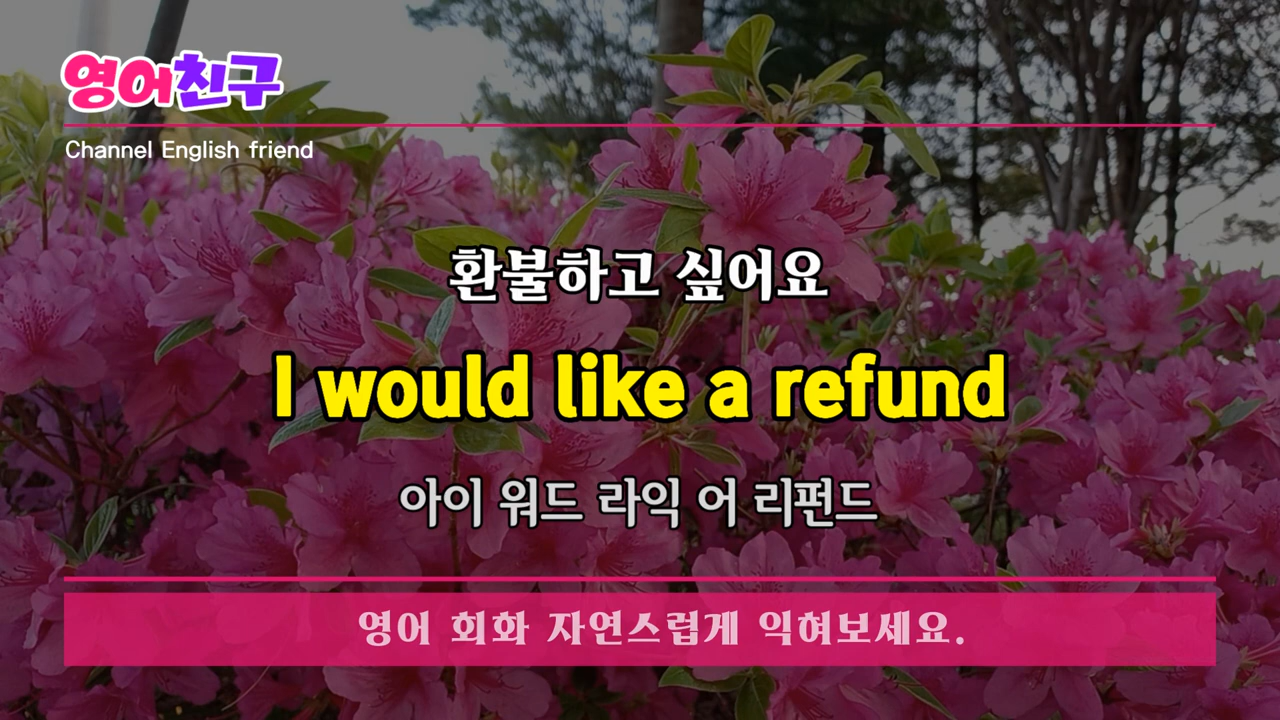 영어친구
Channel English friend
환불하고 싶어요
I would like a refund
아이 워드 라익 어 리펀드
영어 회화 자연스럽게 익혀보세요.